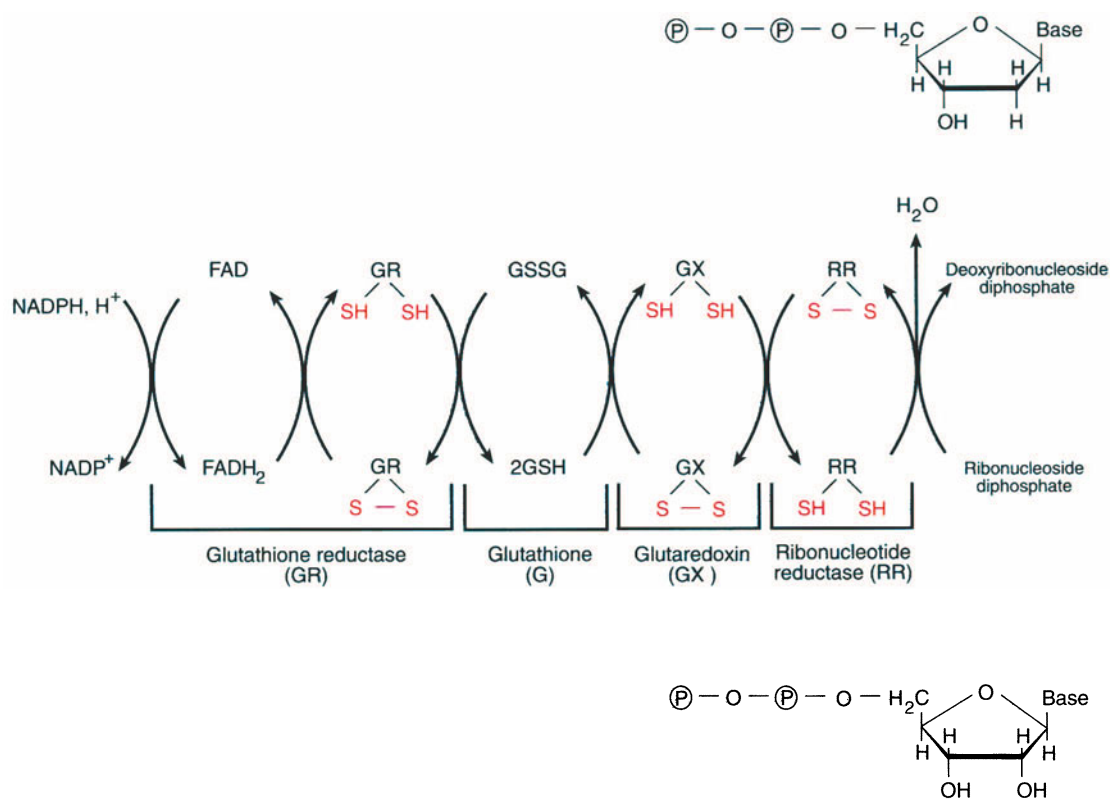 P — O — P — O — H2C O Base
H H H H
OH H
H2O
FAD GR GSSG GX RR Deoxyribonucleoside
diphosphate
NADPH, H+
SH SH SH SH S — S
NADP+ FADH2 GR 2GSH GX RR Ribonucleoside
diphosphate
S — S S — S SH SH
Glutathione reductase
(GR)
Glutathione
(G)
Glutaredoxin
(GX )
Ribonucleotide
reductase (RR)
P — O — P — O — H2C O Base
H H H H
OH OH